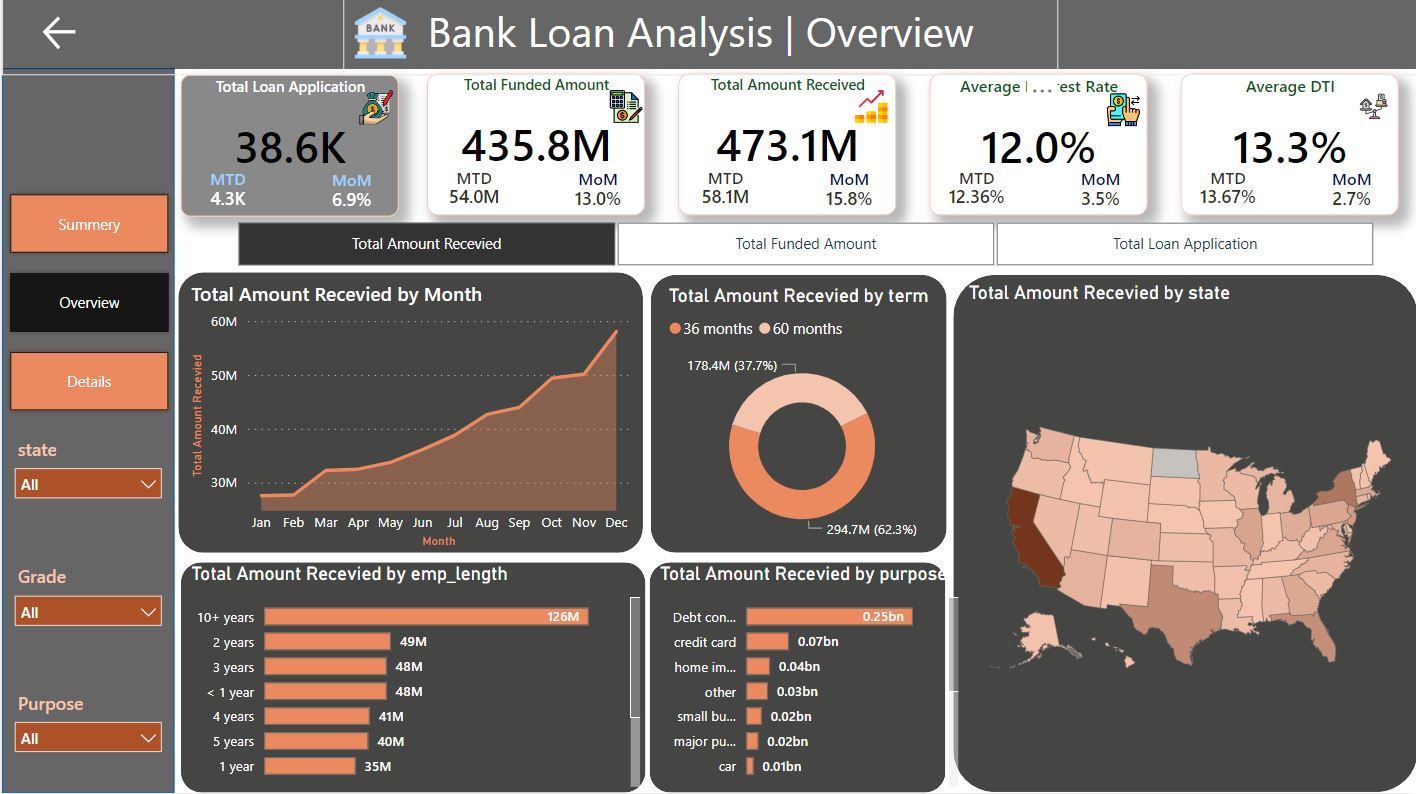 BANK
Bank Loan Analysis | Overview
Total Loan Application
38.6K
MTD
MoM
4.3K
6.9%
Total Funded Amount
435.8M
MTD
MoM
54.0M
13.0%
Total Amount Received
473.1M
MTD
MoM
58.1M
15.8%
Average I...rest Rate
12.0%
MTD
MoM
12.36%
3.5%
Average DTI
13.3%
MTD
MoM
13.67%
2.7%
Total Amount Recevied
Total Funded Amount
Total Loan Application
Summery
Overview
Details
state
All
Grade
All
Purpose
All
Total Amount Recevied by Month
Total Amount Recevied
60M
50M
40M
30M
Jan Feb Mar Apr May Jun Jul Aug Sep Oct Nov Dec
Month
Total Amount Recevied by term
36 months 60 months
178.4M (37.7%)
294.7M (62.3%)
Total Amount Recevied by state
Total Amount Recevied by emp_length
10+ years 126M
2 years 49M
3 years 48M
< 1 year 48M
4 years 41M
5 years 40M
1 year 35M
Total Amount Recevied by purpose
Debt con... 0.25bn
credit card 0.07bn
home im... 0.04bn
other 0.03bn
small bu... 0.02bn
major pu... 0.02bn
car 0.01bn